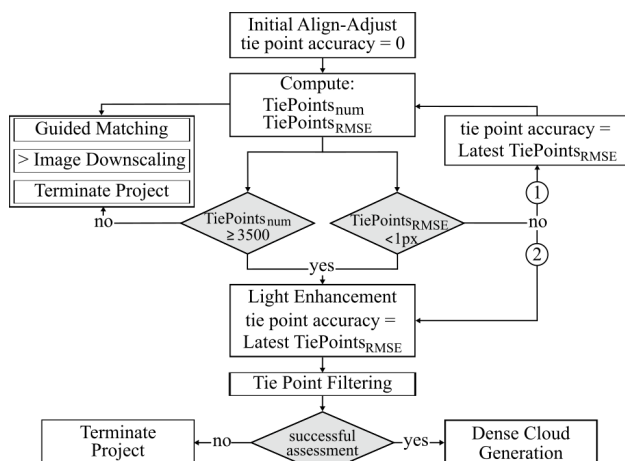 Initial Align-Adjust
tie point accuracy = 0
Compute:
TiePointsnum
TiePointsRMSE
Guided Matching
> Image Downscaling
Terminate Project
tie point accuracy =
Latest TiePointsRMSE
1
no
TiePointsnum
≥ 3500
TiePointsRMSE
<1px
no
2
yes
Light Enhancement
tie point accuracy =
Latest TiePointsRMSE
Tie Point Filtering
Terminate
Project
no
successful
assessment
yes
Dense Cloud
Generation